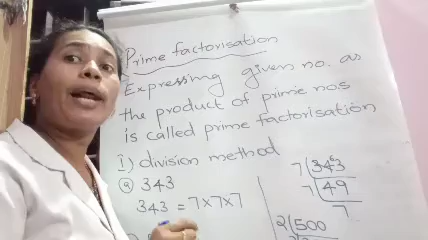 Prime factorisation
Expressing given no. as
the product of prime nos
is called prime factorisation
i) division method
a) 343
343 = 7×7×7
7 343
7 49
7
2 500